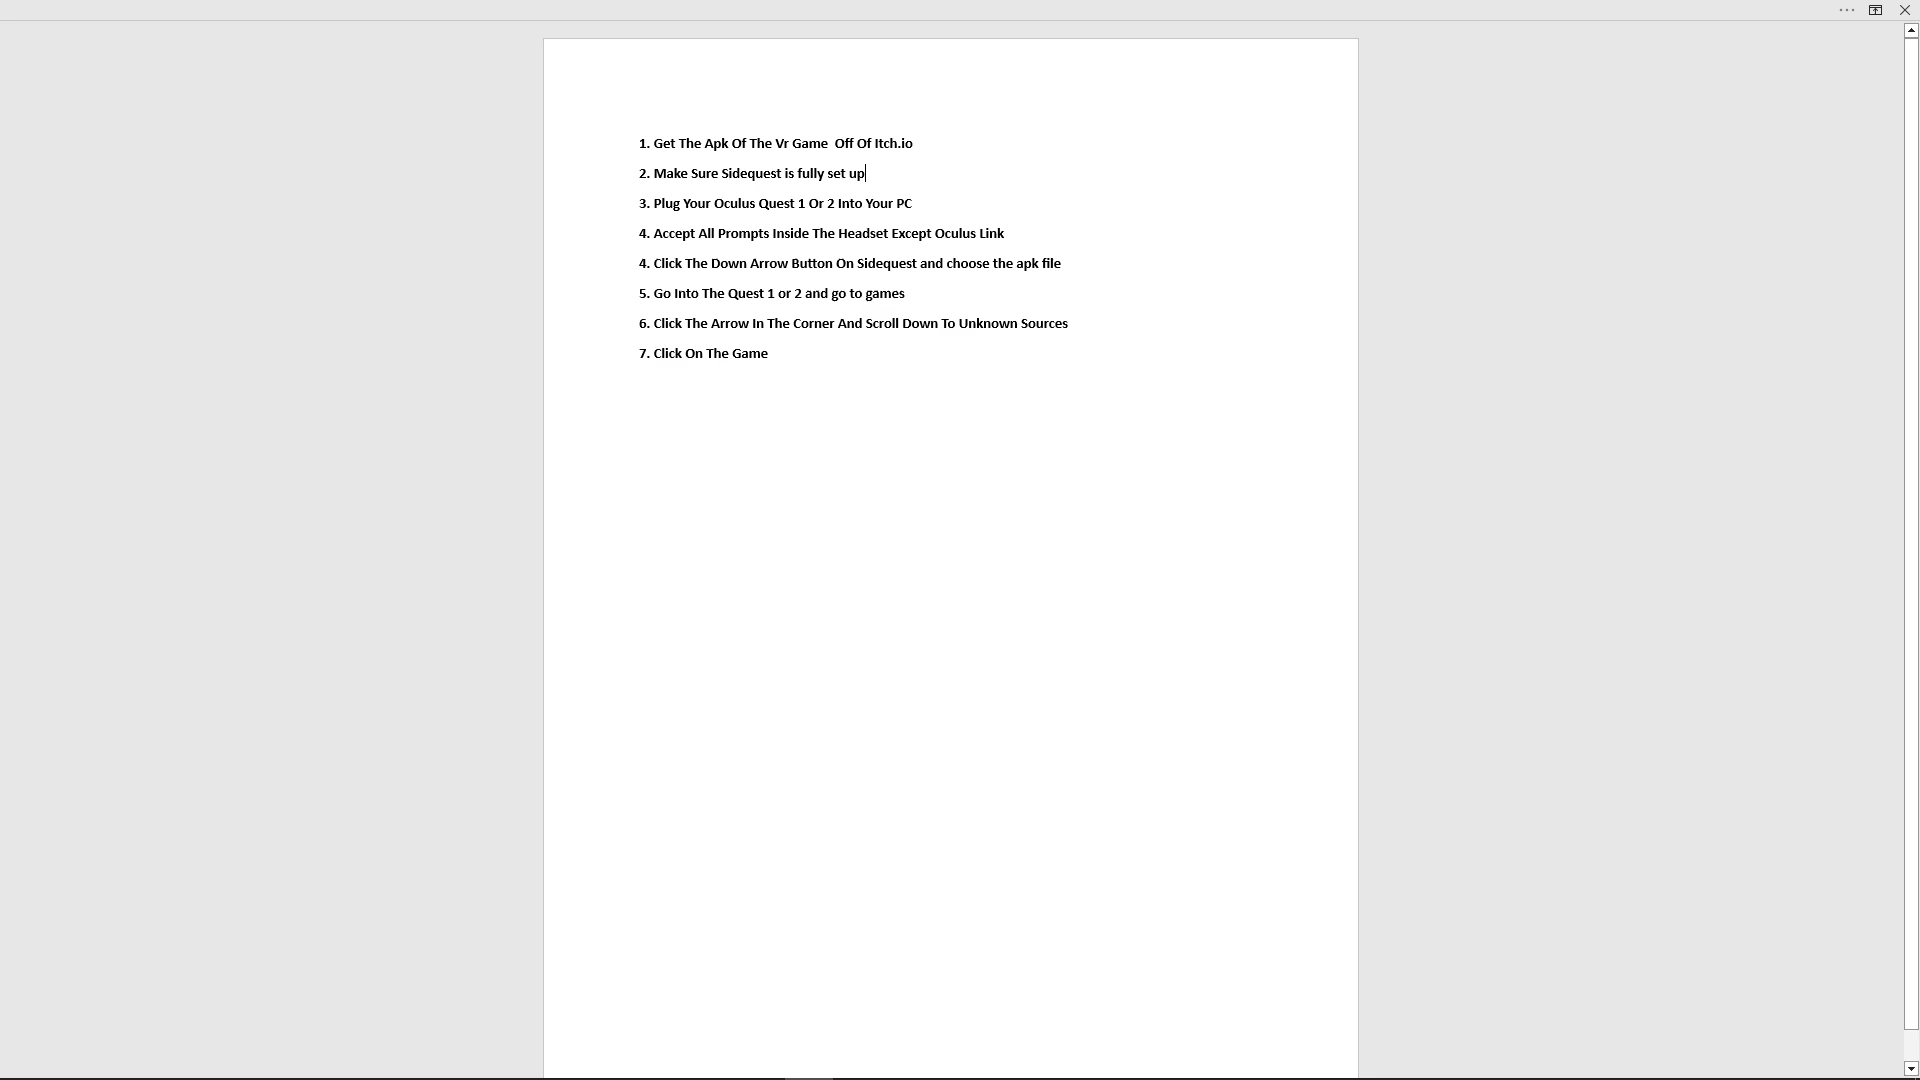 1. Get The Apk Of The Vr Game  Off Of Itch.io
2. Make Sure Sidequest is fully set up
3. Plug Your Oculus Quest 1 Or 2 Into Your PC
4. Accept All Prompts Inside The Headset Except Oculus Link
4. Click The Down Arrow Button On Sidequest and choose the apk file
5. Go Into The Quest 1 or 2 and go to games
6. Click The Arrow In The Corner And Scroll Down To Unknown Sources
7. Click On The Game